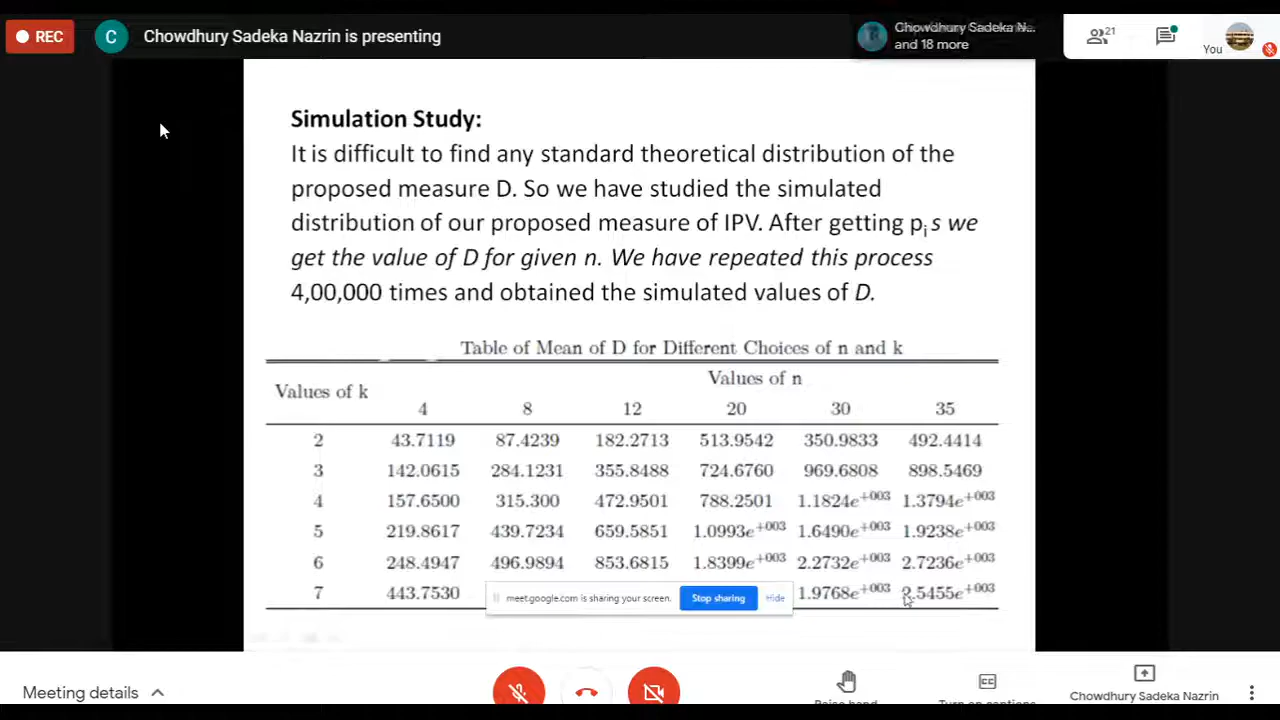 REC
C
Chowdhury Sadeka Nazrin is presenting
Chowdhury Sadeka N...
and 18 more
21
You
Simulation Study:
It is difficult to find any standard theoretical distribution of the
proposed measure D. So we have studied the simulated
distribution of our proposed measure of IPV. After getting pi s we
get the value of D for given n. We have repeated this process
4,00,000 times and obtained the simulated values of D.
Table of Mean of D for Different Choices of n and k
Values of k
Values of n
4 8 12 20 30 35
2 43.7119 87.4239 182.2713 513.9542 350.9833 492.4414
3 142.0615 284.1231 355.8488 724.6760 969.6808 898.5469
4 157.6500 315.300 472.9501 788.2501 1.1824e+003 1.3794e+003
5 219.8617 439.7234 659.5851 1.0993e+003 1.6490e+003 1.9238e+003
6 248.4947 496.9894 853.6815 1.8399e+003 2.2732e+003 2.7236e+003
7 443.7530 1.9768e+003 2.5455e+003
meet.google.com is sharing your screen. Stop sharing Hide
Meeting details
Raise hand
Turn on captions
Chowdhury Sadeka Nazrin